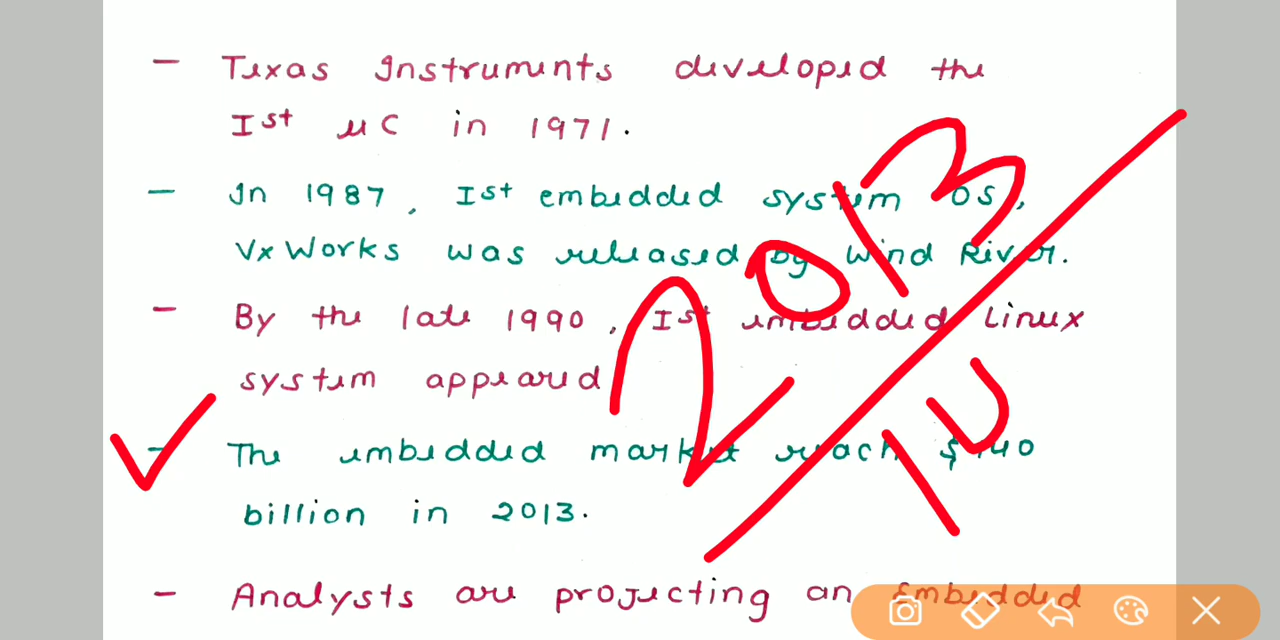 - Texas Instruments developed the
Ist μC in 1971.
- In 1987, Ist embedded system OS,
VxWorks was released by Wind River.
- By the late 1990, Ist embedded Linux
system appeared
- The embedded market reach $140
billion in 2013.
- Analysts are projecting an Embedded
2013/14